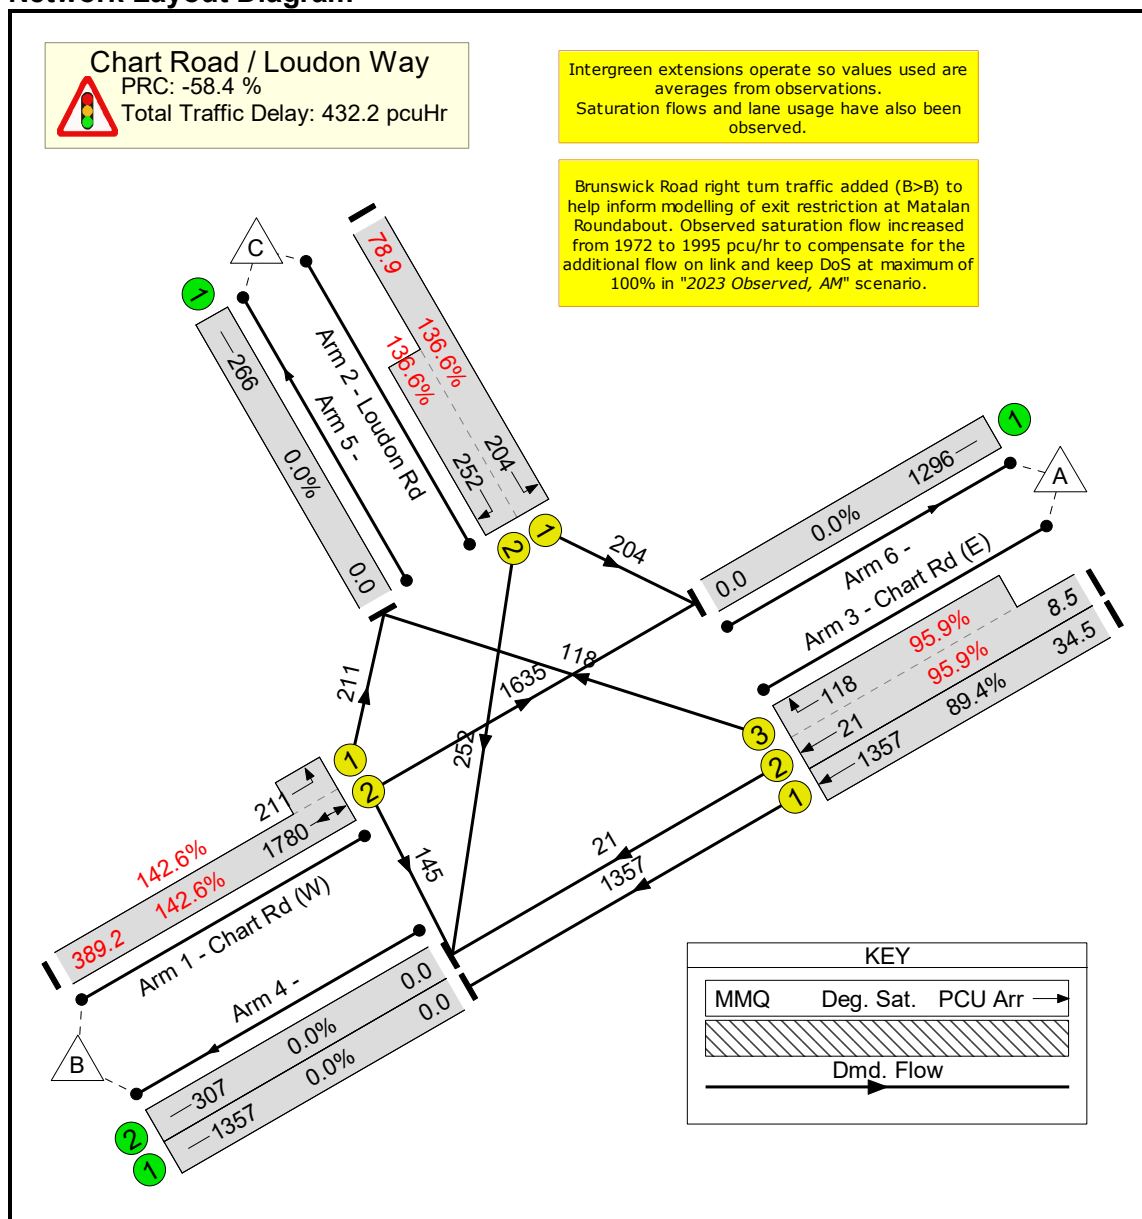 Network Layout Diagram
Chart Road / Loudon Way
PRC: -58.4 %
Total Traffic Delay: 432.2 pcuHr
Intergreen extensions operate so values used are
averages from observations.
Saturation flows and lane usage have also been
observed.
Brunswick Road right turn traffic added (B>B) to
help inform modelling of exit restriction at Matalan
Roundabout. Observed saturation flow increased
from 1972 to 1995 pcu/hr to compensate for the
additional flow on link and keep DoS at maximum of
100% in "2023 Observed, AM" scenario.
C
1
266
0.0%
0.0
Arm 5 -
Arm 2 - Loudon Rd
78.9
136.6%
136.6%
204
252
1
2
204
252
1
A
1296
0.0%
0.0
Arm 6 -
Arm 3 - Chart Rd (E)
95.9%
8.5
95.9%
34.5
118
21
89.4%
1357
3
2
1
118
1635
211
21
1357
145
1
2
211
1780
142.6%
142.6%
389.2
Arm 1 - Chart Rd (W)
Arm 4 -
B
0.0
0.0%
307
0.0
0.0%
1357
2
1
KEY
MMQ Deg. Sat. PCU Arr
Dmd. Flow